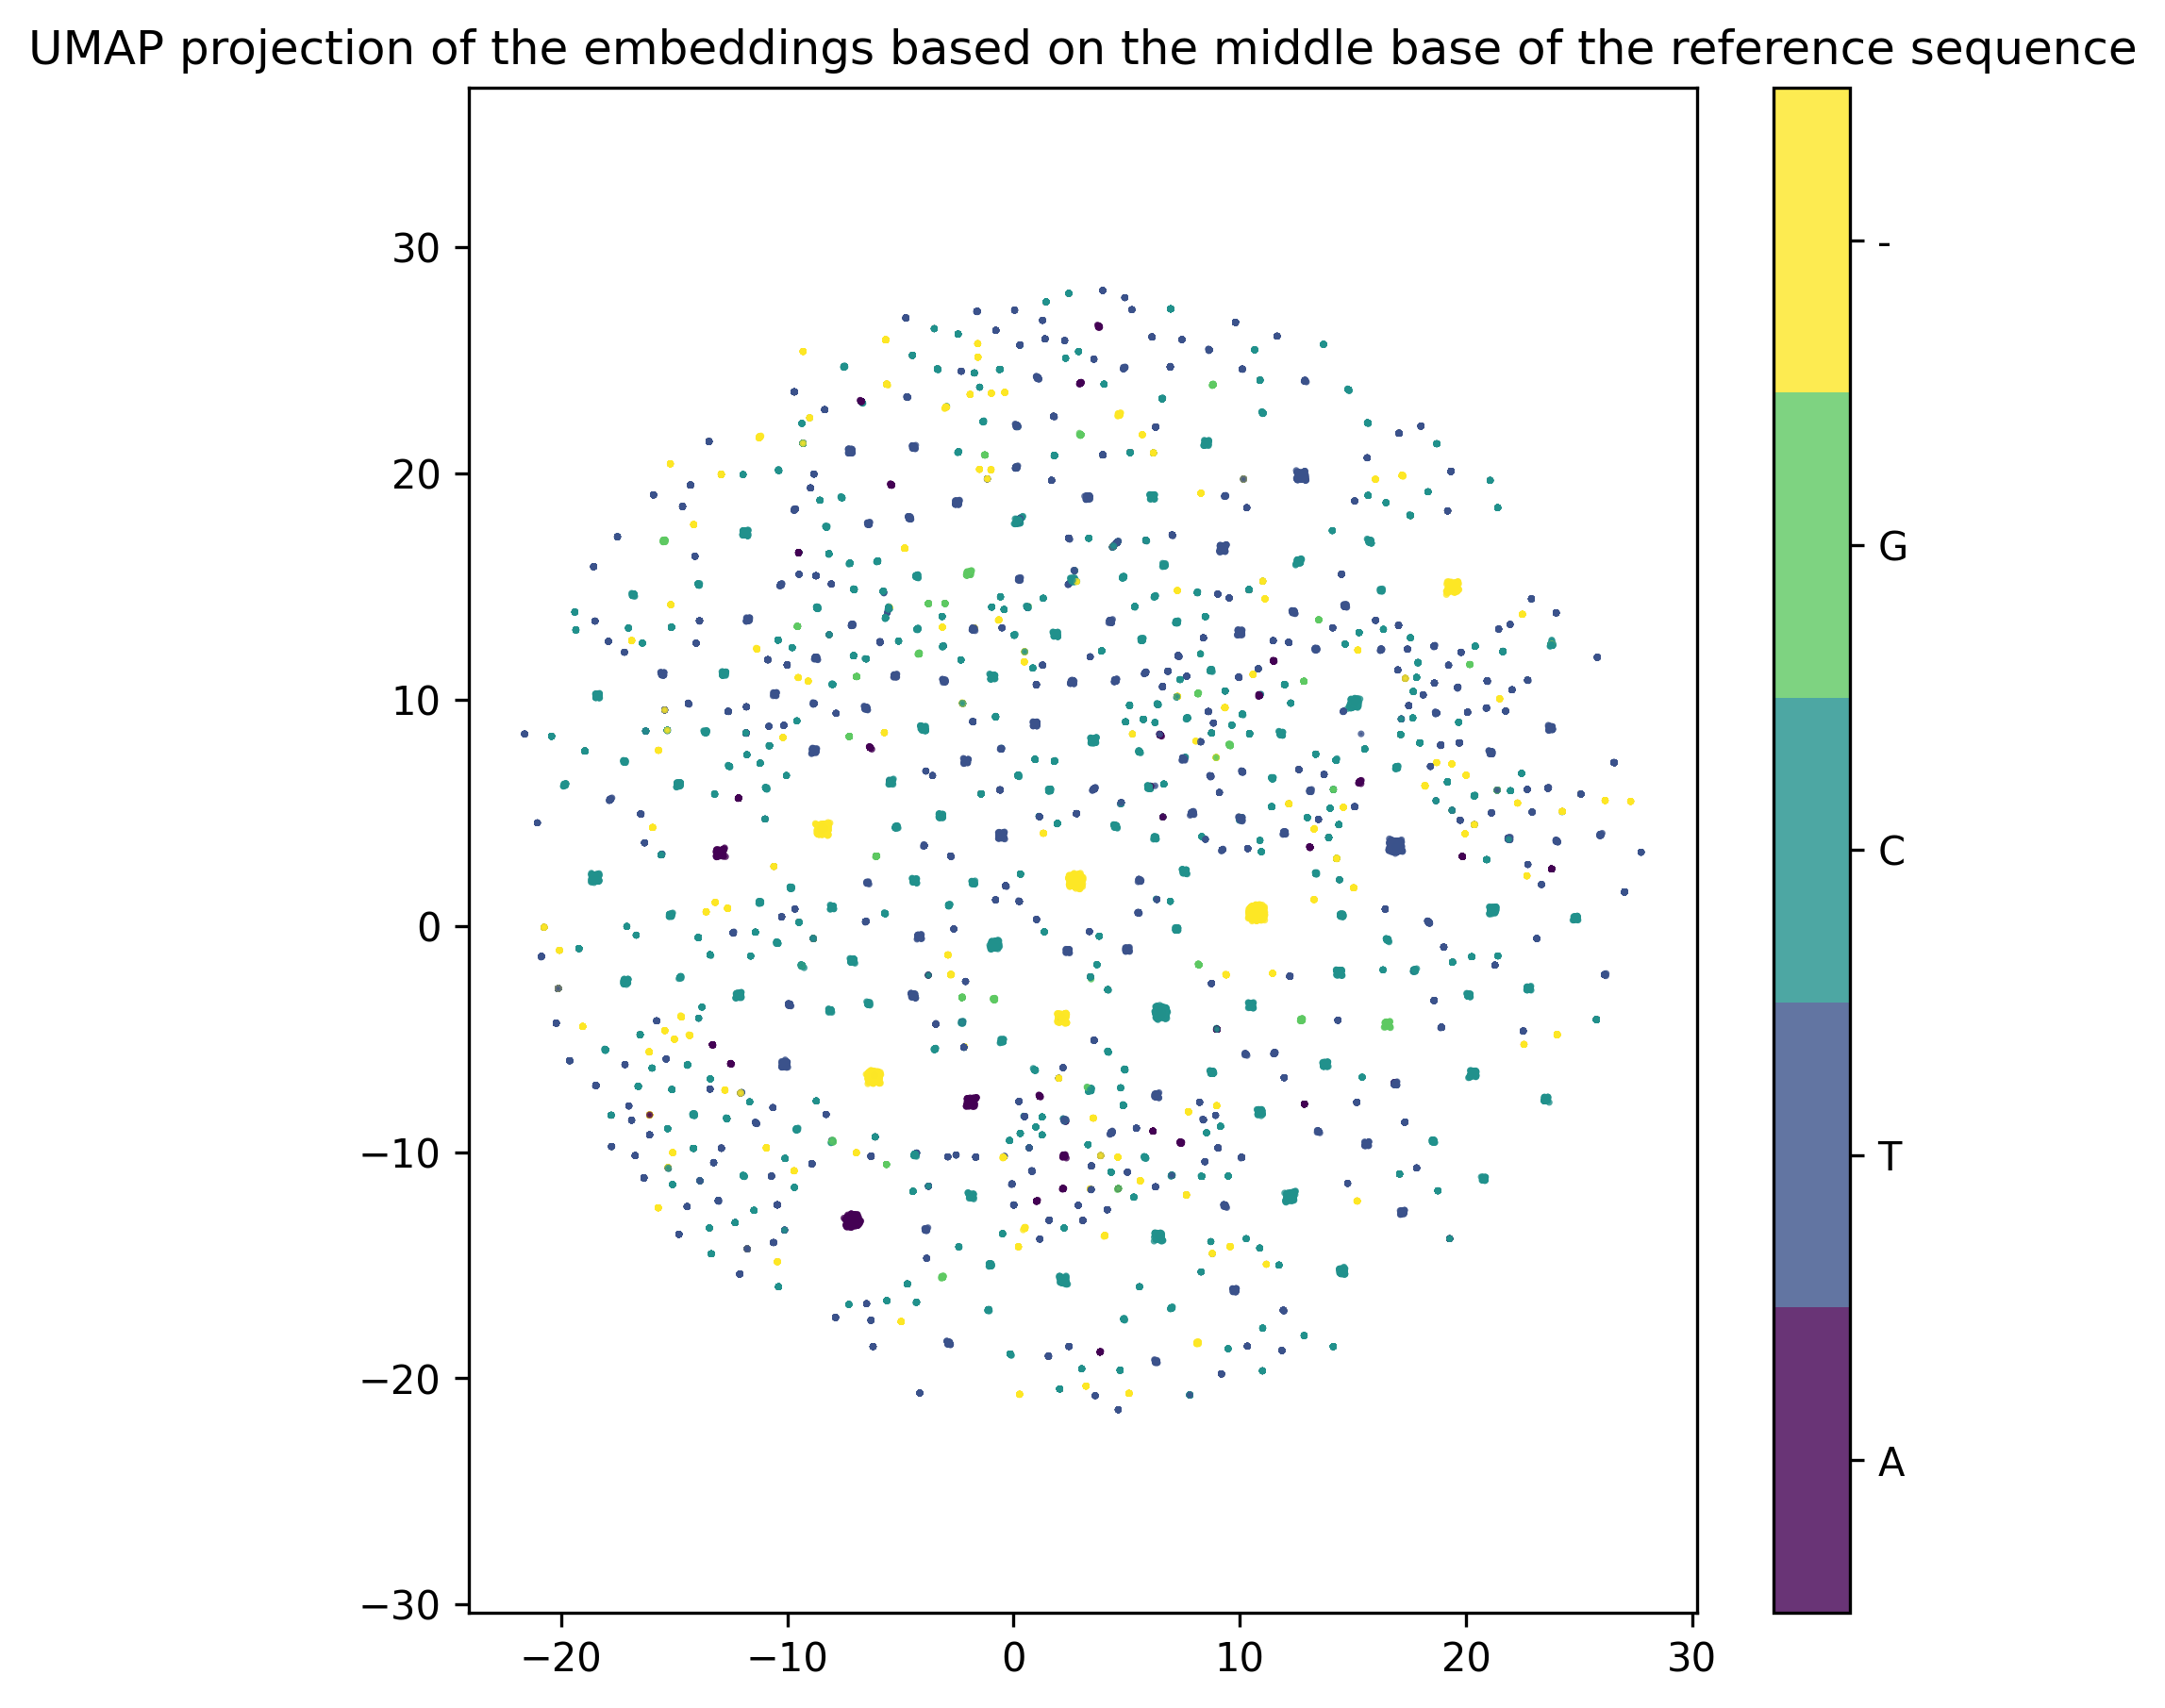 UMAP projection of the embeddings based on the middle base of the reference sequence
30
20
10
0
−10
−20
−30
−20 −10 0 10 20 30
-
G
C
T
A